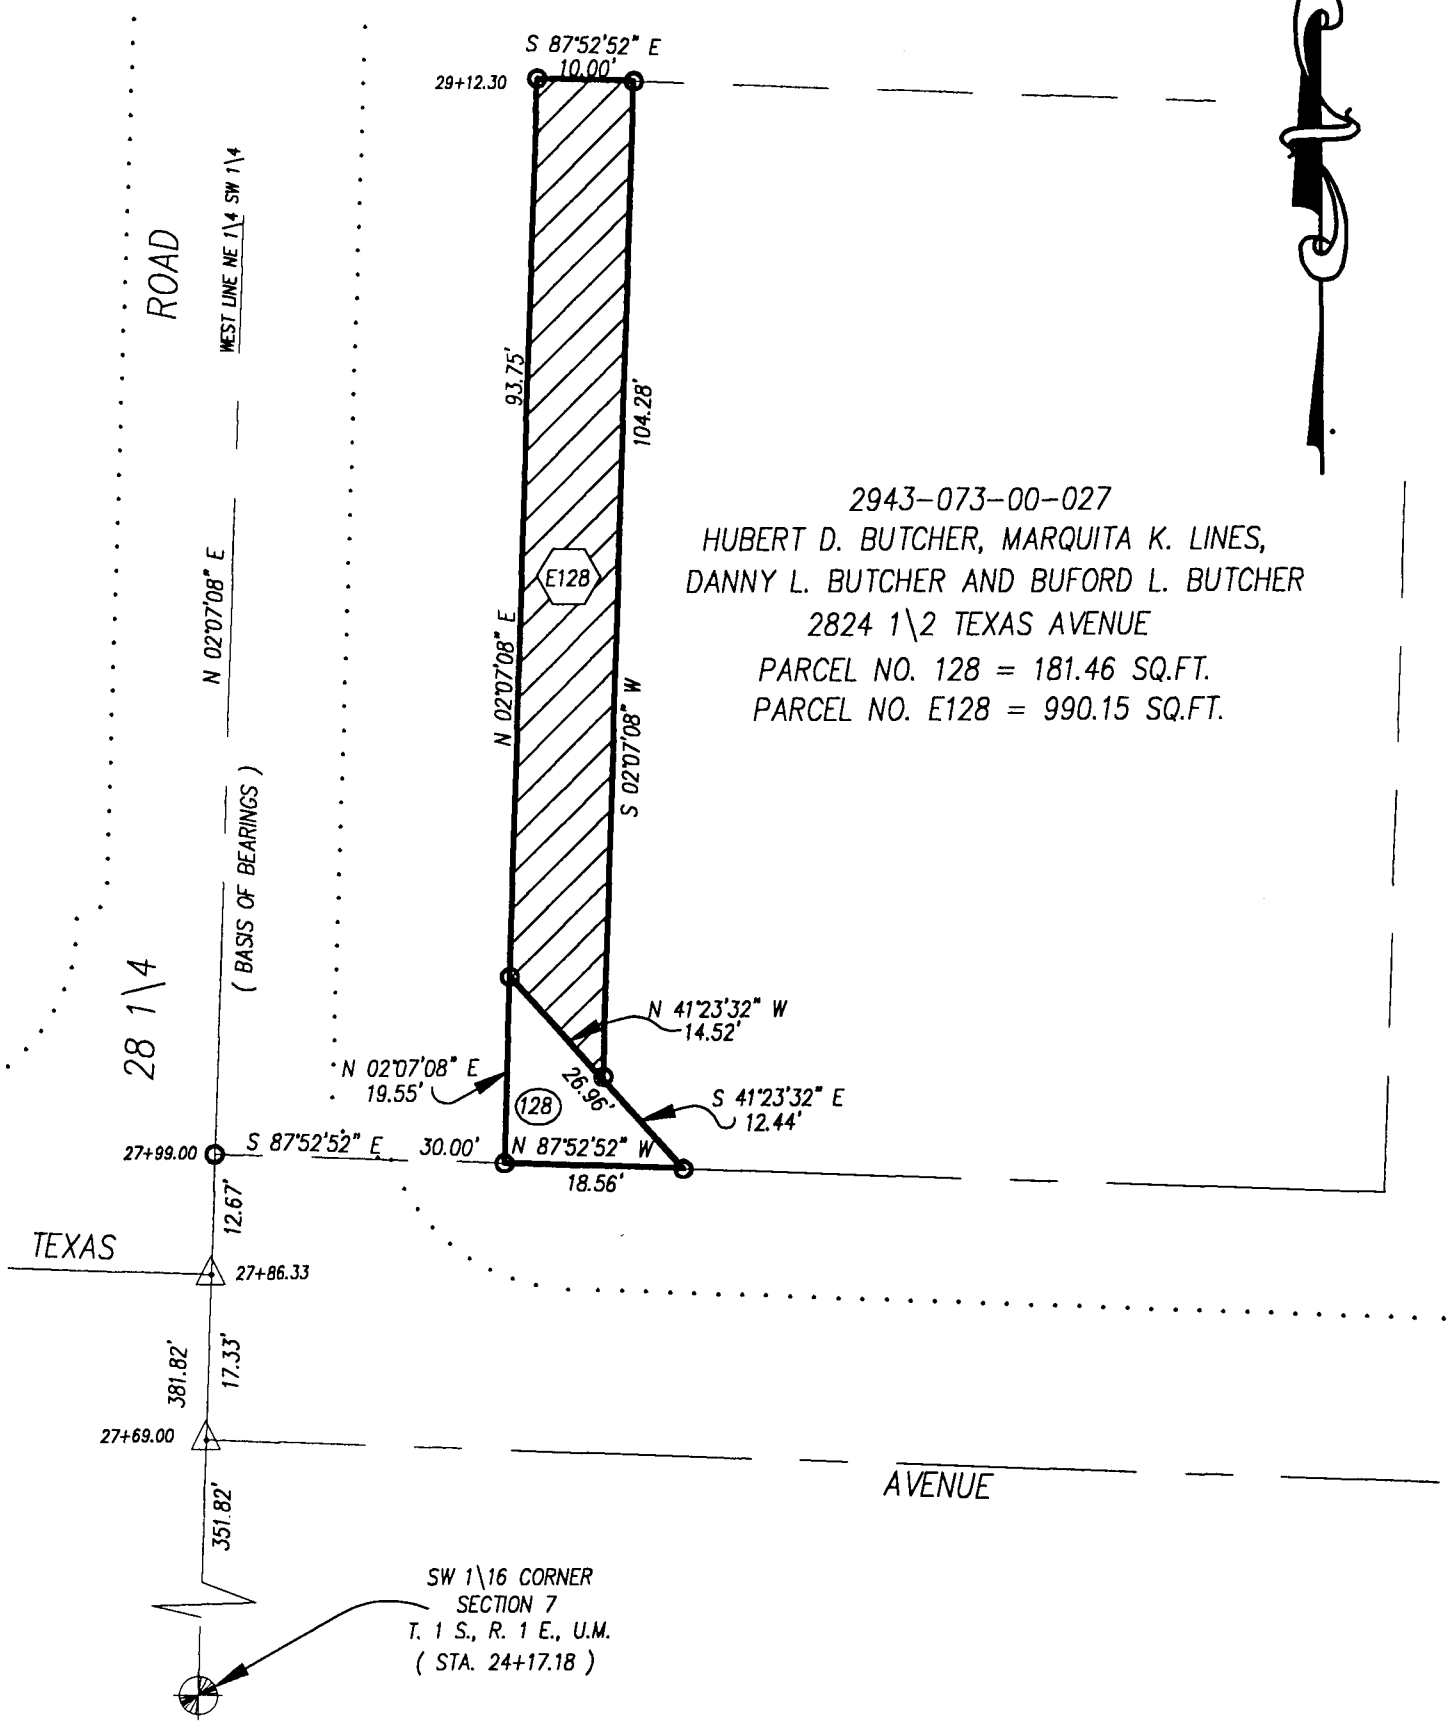 S 87°52'52" E
10.00'
29+12.30
ROAD
WEST LINE NE 1\4 SW 1\4
93.75'
104.28'
2943-073-00-027
HUBERT D. BUTCHER, MARQUITA K. LINES,
DANNY L. BUTCHER AND BUFORD L. BUTCHER
2824 1\2 TEXAS AVENUE
PARCEL NO. 128 = 181.46 SQ.FT.
PARCEL NO. E128 = 990.15 SQ.FT.
E128
N 02°07'08" E
N 02°07'08" E
S 02°07'08" W
( BASIS OF BEARINGS )
28 1\4
N 41°23'32" W
14.52'
N 02°07'08" E
19.55'
26.96'
128
S 41°23'32" E
12.44'
27+99.00
S 87°52'52" E
30.00'
N 87°52'52" W
18.56'
12.67'
TEXAS
27+86.33
381.82'
17.33'
27+69.00
AVENUE
351.82'
SW 1\16 CORNER
SECTION 7
T. 1 S., R. 1 E., U.M.
( STA. 24+17.18 )